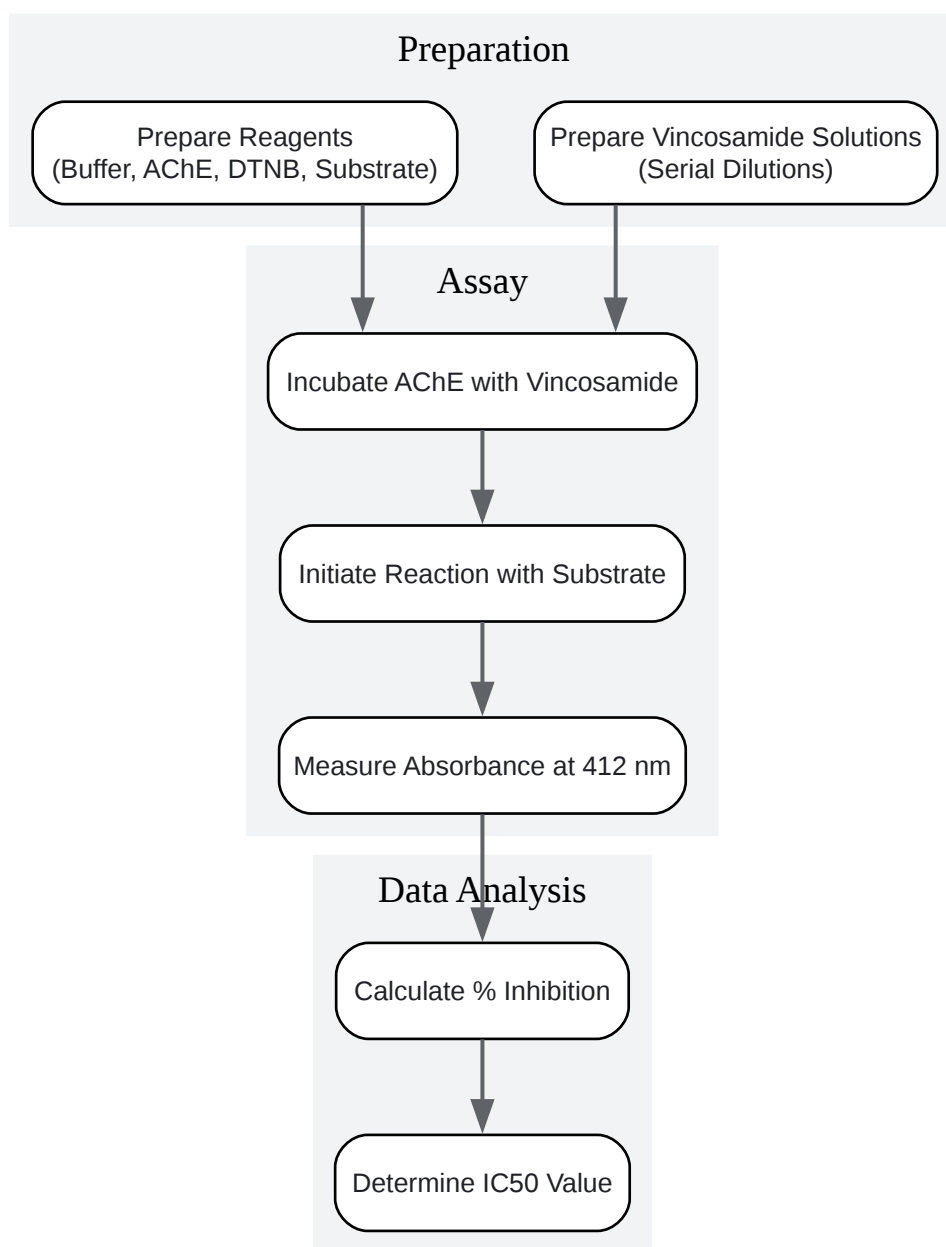 Preparation
Prepare Reagents
(Buffer, AChE, DTNB, Substrate)
Prepare Vincosamide Solutions
(Serial Dilutions)
Assay
Incubate AChE with Vincosamide
Initiate Reaction with Substrate
Measure Absorbance at 412 nm
Data Analysis
Calculate % Inhibition
Determine IC50 Value